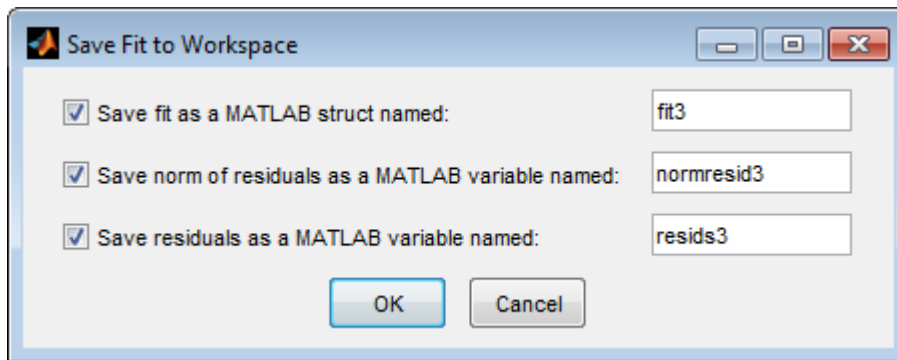 Save Fit to Workspace
Save fit as a MATLAB struct named: fit3
Save norm of residuals as a MATLAB variable named: normresid3
Save residuals as a MATLAB variable named: resids3
OK Cancel